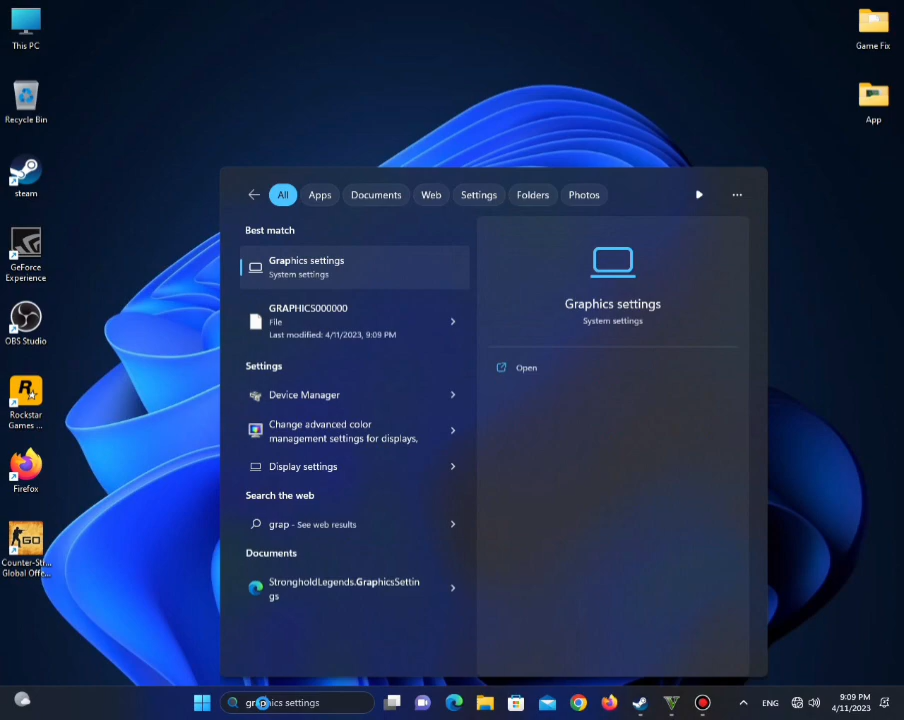 This PC
Recycle Bin
steam
GeForce
Experience
OBS Studio
Rockstar
Games ...
Firefox
Counter-Str...
Global Offe...
Game Fix
App
All
Apps
Documents
Web
Settings
Folders
Photos
Best match
Graphics settings
System settings
GRAPHICS000000
File
Last modified: 4/11/2023, 9:09 PM
Settings
Device Manager
Change advanced color
management settings for displays,
Display settings
Search the web
grap - See web results
Documents
StrongholdLegends.GraphicsSettin
gs
Graphics settings
System settings
Open
graphics settings
ENG
9:09 PM
4/11/2023